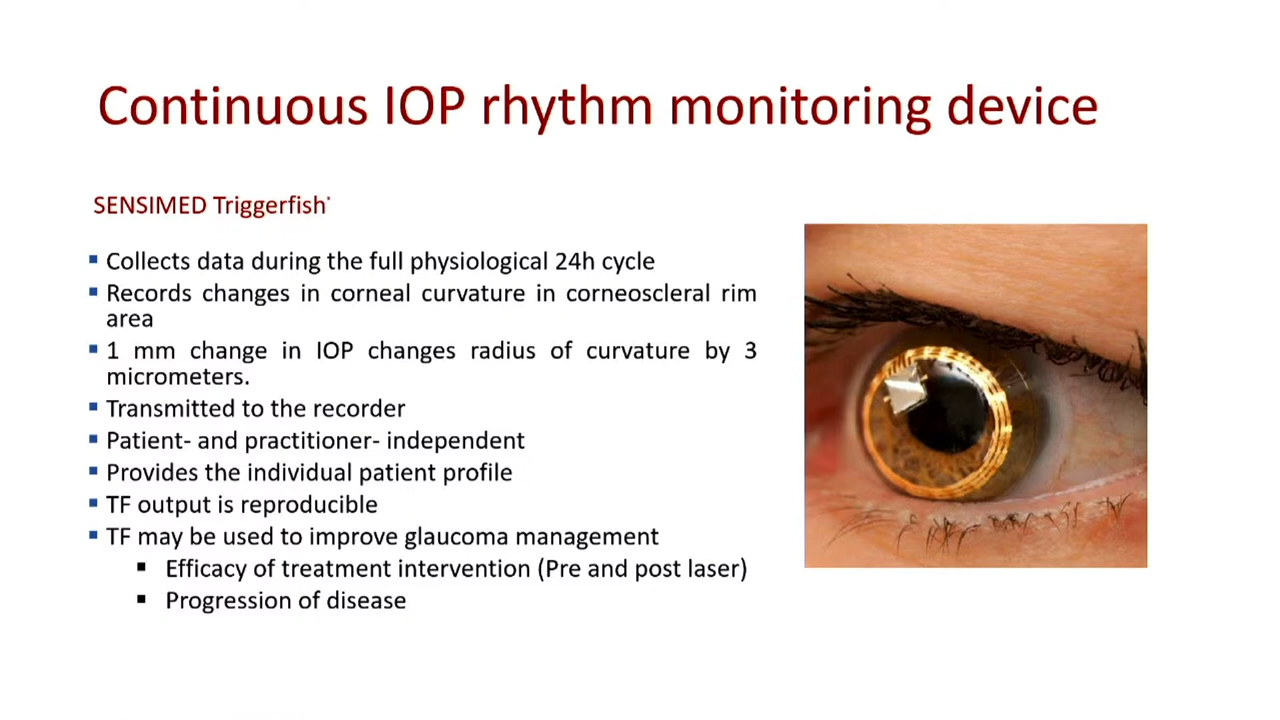 Continuous IOP rhythm monitoring device
SENSIMED Triggerfish
▪ Collects data during the full physiological 24h cycle
▪ Records changes in corneal curvature in corneoscleral rim
area
▪ 1 mm change in IOP changes radius of curvature by 3
micrometers.
▪ Transmitted to the recorder
▪ Patient- and practitioner- independent
▪ Provides the individual patient profile
▪ TF output is reproducible
▪ TF may be used to improve glaucoma management
▪ Efficacy of treatment intervention (Pre and post laser)
▪ Progression of disease